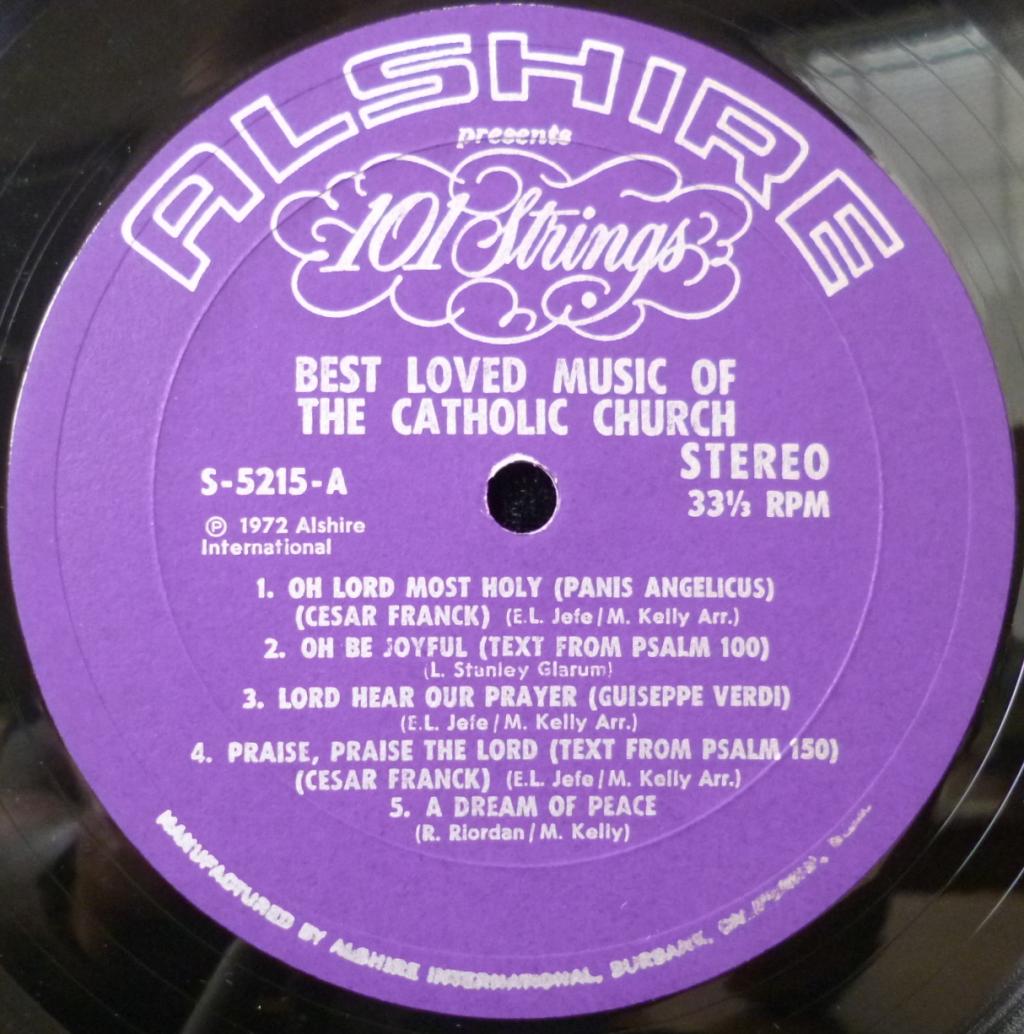 ALSHIRE
presents
101 Strings
BEST LOVED MUSIC OF
THE CATHOLIC CHURCH
STEREO
S-5215-A
33⅓ RPM
℗ 1972 Alshire
International
1. OH LORD MOST HOLY (PANIS ANGELICUS)
(CESAR FRANCK) (E.L. Jefe/M. Kelly Arr.)
2. OH BE JOYFUL (TEXT FROM PSALM 100)
(L. Stanley Glarum)
3. LORD HEAR OUR PRAYER (GUISEPPE VERDI)
(E.L. Jefe/M. Kelly Arr.)
4. PRAISE, PRAISE THE LORD (TEXT FROM PSALM 150)
(CESAR FRANCK) (E.L. Jefe/M. Kelly Arr.)
5. A DREAM OF PEACE
(R. Riordan/M. Kelly)
MANUFACTURED BY ALSHIRE INTERNATIONAL, BURBANK,